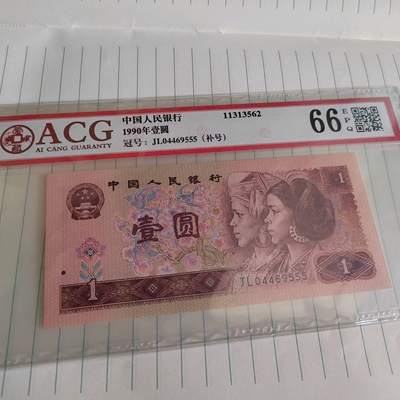 ACG
AI CANG GUARANTY
中国人民银行 11313562
1990年壹圆
冠号：JL04469555（补号）
66 EPQ
中国人民银行
1
壹圆
1
1
JL04469555